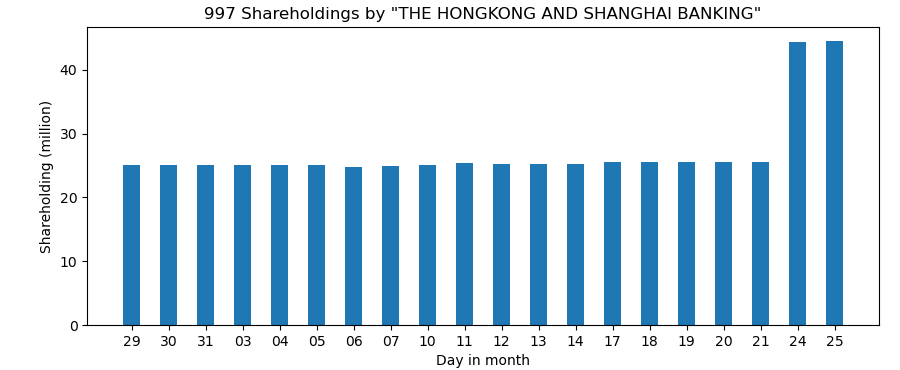 997 Shareholdings by "THE HONGKONG AND SHANGHAI BANKING"
Shareholding (million)
40
30
20
10
0
29 30 31 03 04 05 06 07 10 11 12 13 14 17 18 19 20 21 24 25
Day in month